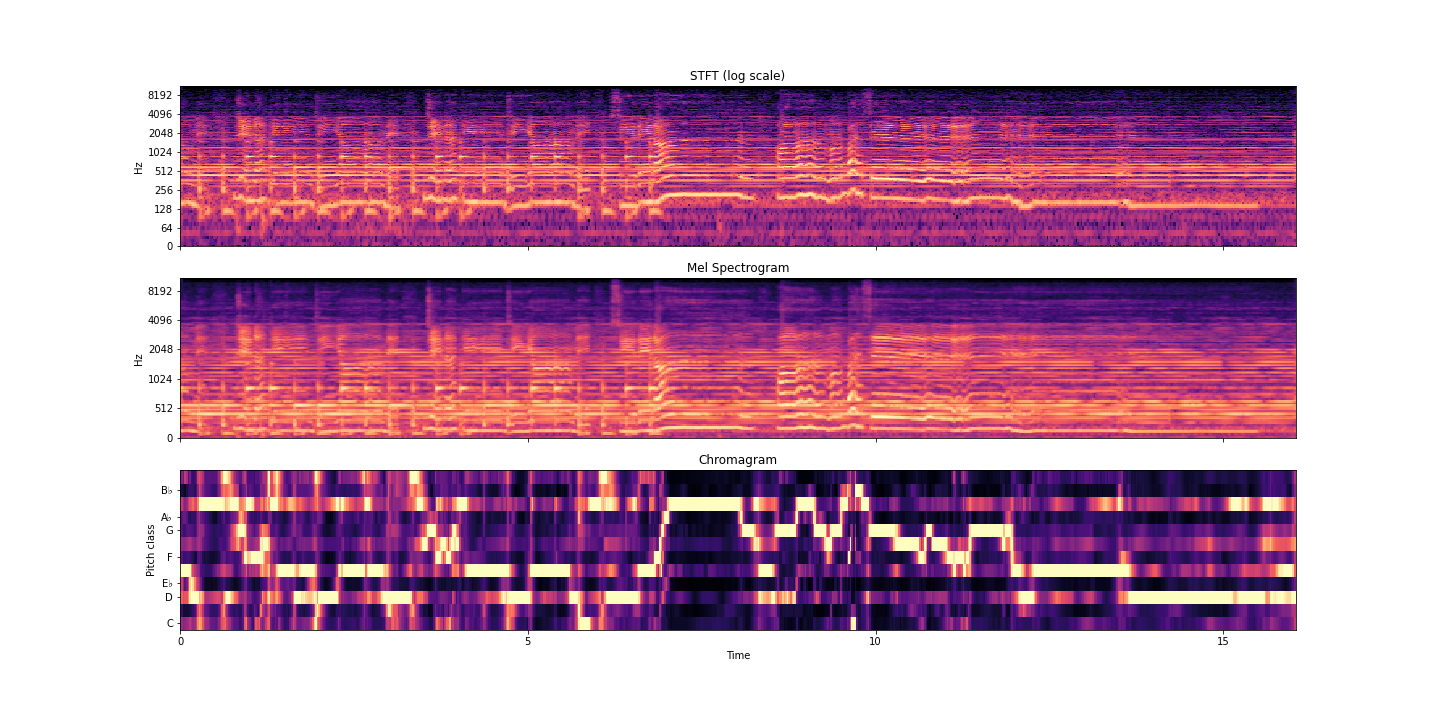 STFT (log scale)
8192
4096
2048
1024
512
256
128
64
0
Hz
Mel Spectrogram
8192
4096
2048
1024
512
0
Hz
Chromagram
B♭
A♭
G
F
E♭
D
C
Pitch class
0
5
10
15
Time